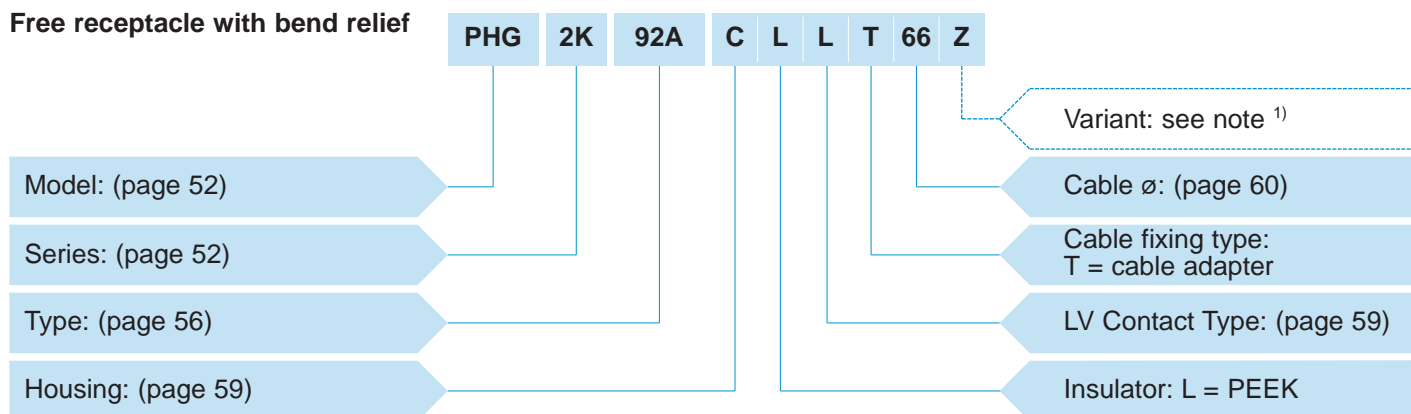 Free receptacle with bend relief
PHG 2K 92A C L L T 66 Z
Variant: see note 1)
Model: (page 52)
Cable ø: (page 60)
Series: (page 52)
Cable fixing type:
T = cable adapter
Type: (page 56)
LV Contact Type: (page 59)
Housing: (page 59)
Insulator: L = PEEK